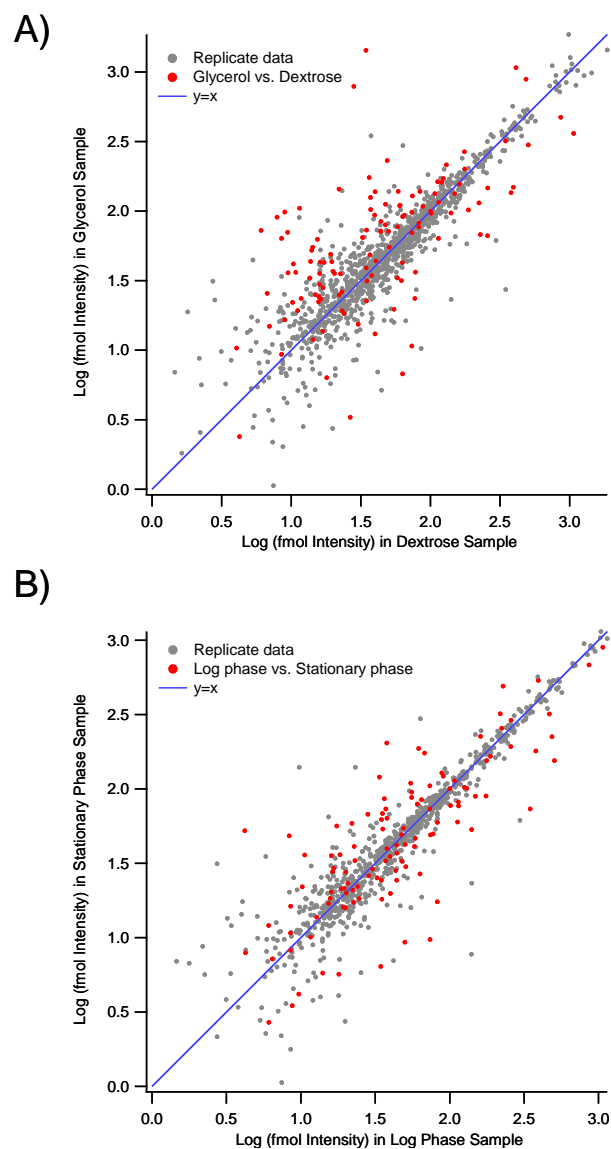 A)
Replicate data
Glycerol vs. Dextrose
y=x
Log (fmol Intensity) in Glycerol Sample
3.0
2.5
2.0
1.5
1.0
0.5
0.0
0.0 0.5 1.0 1.5 2.0 2.5 3.0
Log (fmol Intensity) in Dextrose Sample
B)
Replicate data
Log phase vs. Stationary phase
y=x
Log (fmol Intensity) in Stationary Phase Sample
3.0
2.5
2.0
1.5
1.0
0.5
0.0
0.0 0.5 1.0 1.5 2.0 2.5 3.0
Log (fmol Intensity) in Log Phase Sample